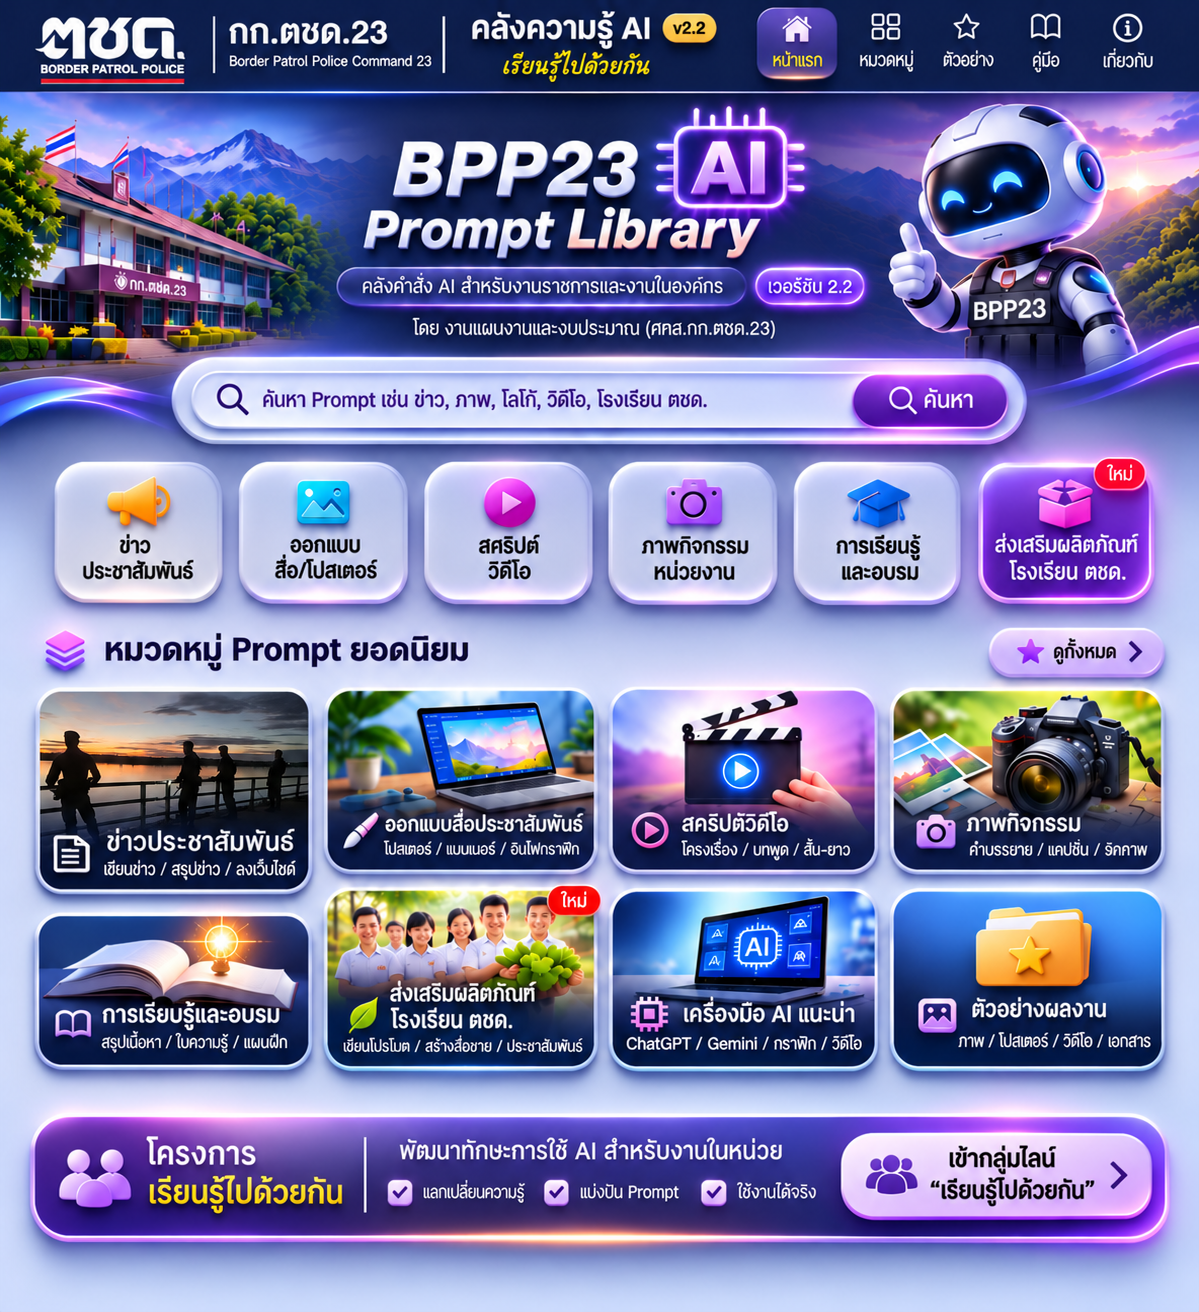 ตชด.
BORDER PATROL POLICE
กก.ตชด.23
Border Patrol Police Command 23
คลังความรู้ AI v2.2
เรียนรู้ไปด้วยกัน
หน้าแรก
หมวดหมู่
ตัวอย่าง
คู่มือ
เกี่ยวกับ
กก.ตชด.23
BPP23 AI
Prompt Library
คลังคำสั่ง AI สำหรับงานราชการและงานในองค์กร
เวอร์ชัน 2.2
โดย งานแผนงานและงบประมาณ (ศคส.กก.ตชด.23)
BPP23
ค้นหา Prompt เช่น ข่าว, ภาพ, โลโก้, วิดีโอ, โรงเรียน ตชด.
ค้นหา
ข่าว
ประชาสัมพันธ์
ออกแบบ
สื่อ/โปสเตอร์
สคริปต์
วิดีโอ
ภาพกิจกรรม
หน่วยงาน
การเรียนรู้
และอบรม
ใหม่
ส่งเสริมผลิตภัณฑ์
โรงเรียน ตชด.
หมวดหมู่ Prompt ยอดนิยม
ดูทั้งหมด
ข่าวประชาสัมพันธ์
เขียนข่าว / สรุปข่าว / ลงเว็บไซต์
ออกแบบสื่อประชาสัมพันธ์
โปสเตอร์ / แบนเนอร์ / อินโฟกราฟิก
สคริปต์วิดีโอ
โครงเรื่อง / บทพูด / สั้น-ยาว
ภาพกิจกรรม
คำบรรยาย / แคปชั่น / จัดภาพ
การเรียบรู้และอบรม
สรุปเนื้อหา / ใบความรู้ / แผนฝึก
ใหม่
ส่งเสริมผลิตภัณฑ์
โรงเรียน ตชด.
เขียนโปรโมต / สร้างสื่อขาย / ประชาสัมพันธ์
AI
เครื่องมือ AI แนะนำ
ChatGPT / Gemini / กราฟิก / วิดีโอ
ตัวอย่างผลงาน
ภาพ / โปสเตอร์ / วิดีโอ / เอกสาร
โครงการ
เรียนรู้ไปด้วยกัน
พัฒนาทักษะการใช้ AI สำหรับงานในหน่วย
แลกเปลี่ยนความรู้
แบ่งปัน Prompt
ใช้งานได้จริง
เข้ากลุ่มไลน์
“เรียนรู้ไปด้วยกัน”